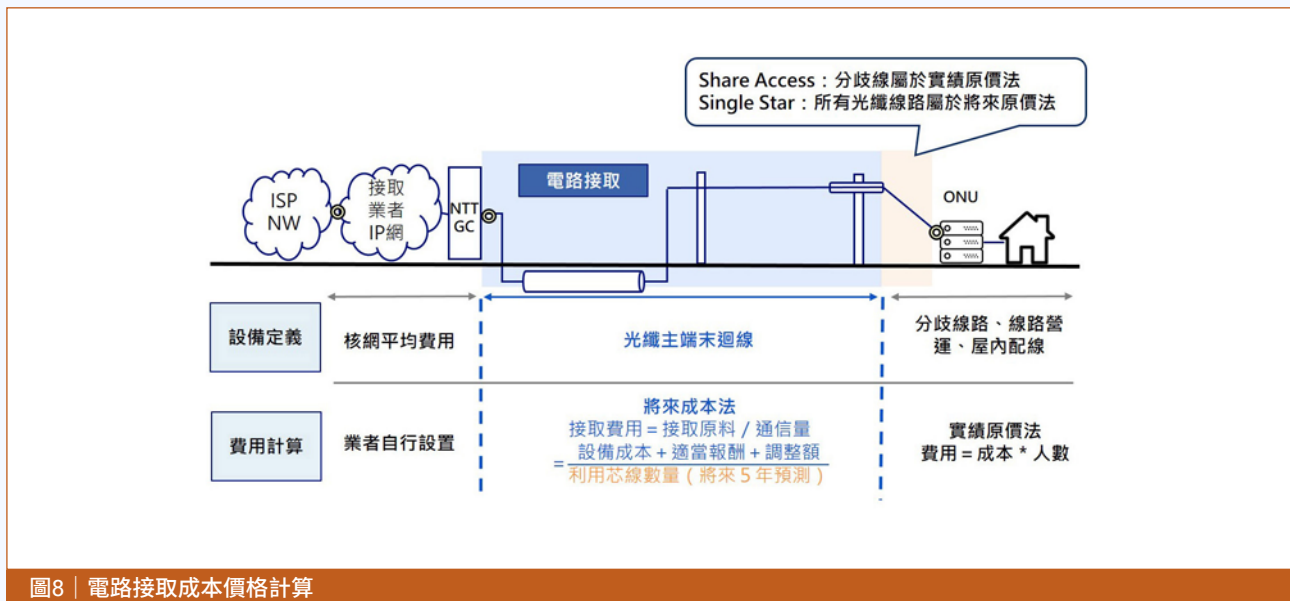 Share Access：分歧線屬於實績原價法
Single Star：所有光纖線路屬於將來原價法
電路接取
ISP
NW
接取
業者
IP網
NTT
GC
ONU
設備定義
核網平均費用
光纖主端末迴線
分歧線路、線路營
運、屋內配線
費用計算
業者自行設置
將來成本法
接取費用＝接取原料 / 通信量
＝設備成本＋適當報酬＋調整額
利用芯線數量（將來 5 年預測）
實績原價法
費用＝成本 * 人數
圖8｜電路接取成本價格計算